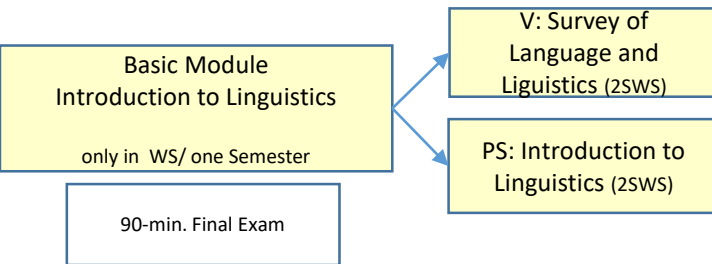 Basic Module
Introduction to Linguistics
only in WS/ one Semester
90-min. Final Exam
V: Survey of
Language and
Liguistics (2SWS)
PS: Introduction to
Linguistics (2SWS)